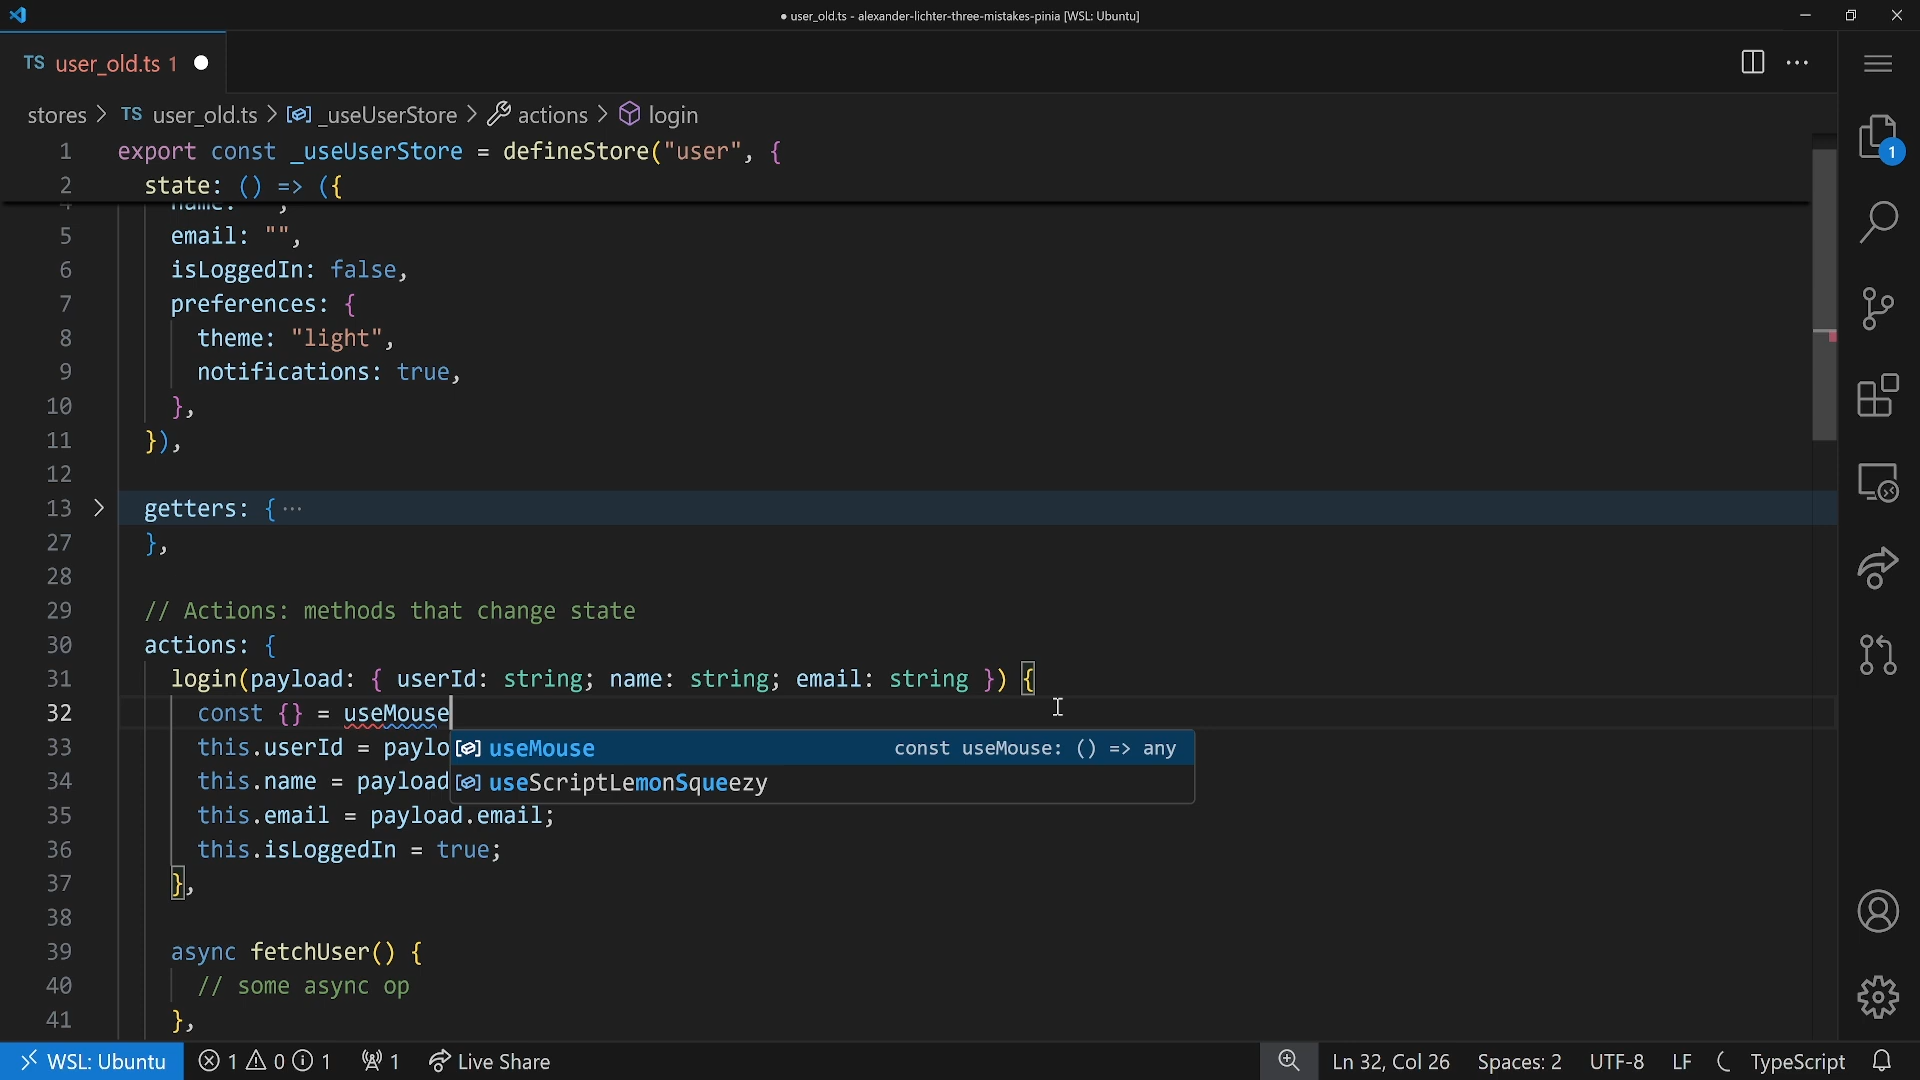 ● user_old.ts - alexander-lichter-three-mistakes-pinia [WSL: Ubuntu]
TS user_old.ts 1 ●
stores > TS user_old.ts > _useUserStore > actions > login
1 export const _useUserStore = defineStore("user", {
2 state: () => ({
4 name: "",
5 email: "",
6 isLoggedIn: false,
7 preferences: {
8 theme: "light",
9 notifications: true,
10 },
11 }),
12
13 > getters: { ···
27 },
28
29 // Actions: methods that change state
30 actions: {
31 login(payload: { userId: string; name: string; email: string }) {
32 const {} = useMouse
33 this.userId = paylo
useMouse const useMouse: () => any
34 this.name = payload
useScriptLemonSqueezy
35 this.email = payload.email;
36 this.isLoggedIn = true;
37 },
38
39 async fetchUser() {
40 // some async op
41 },
1
WSL: Ubuntu 1 0 1 1 Live Share Ln 32, Col 26 Spaces: 2 UTF-8 LF TypeScript